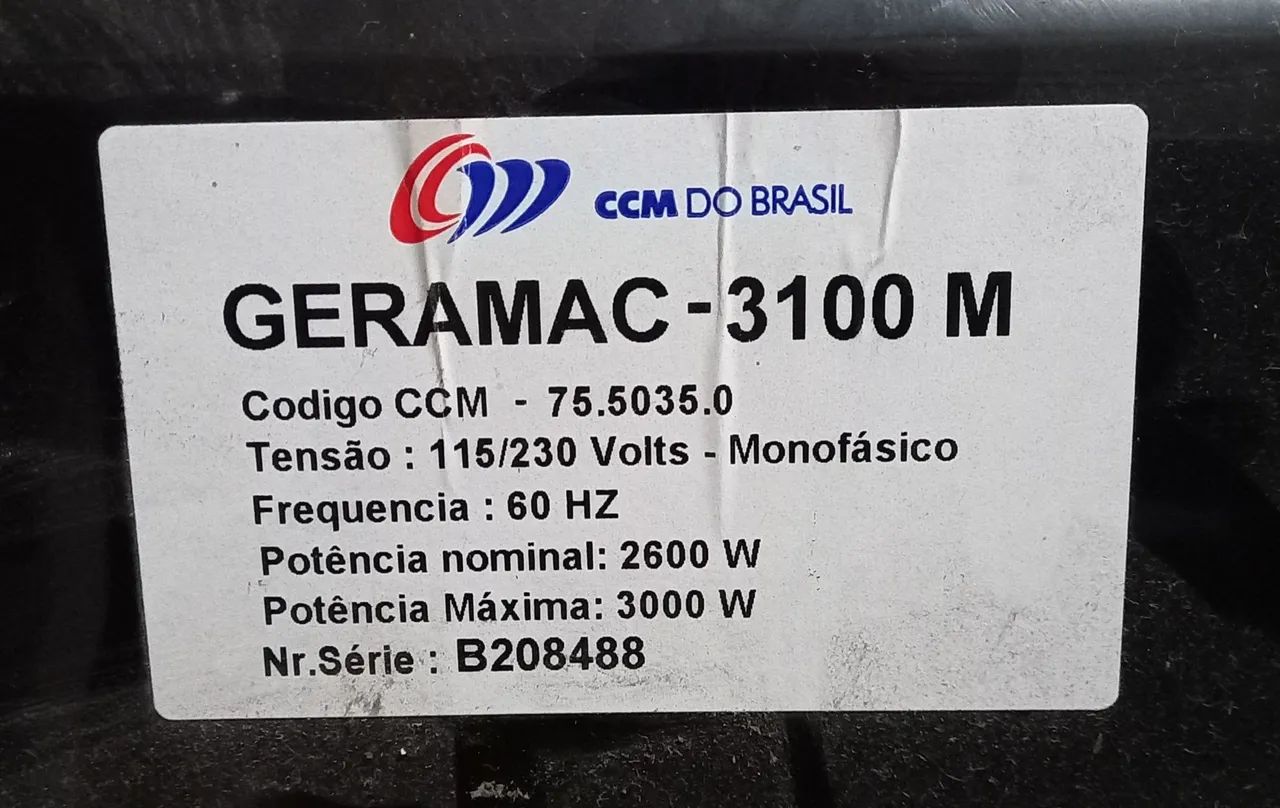 CCM DO BRASIL
GERAMAC - 3100 M
Codigo CCM - 75.5035.0
Tensão : 115/230 Volts - Monofásico
Frequencia : 60 HZ
Potência nominal: 2600 W
Potência Máxima: 3000 W
Nr.Série : B208488